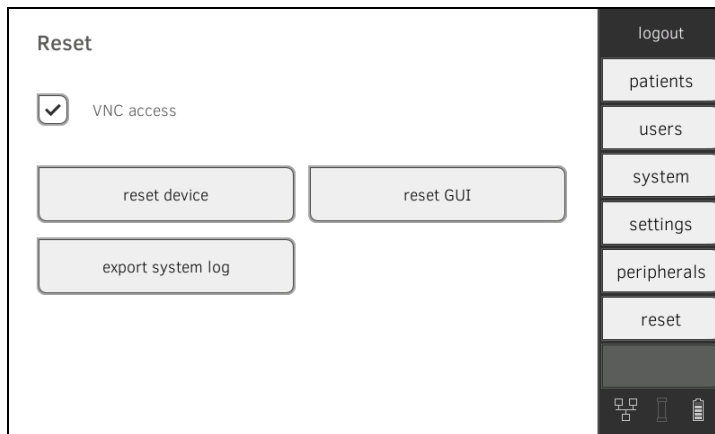 Reset
VNC access
reset device
reset GUI
export system log
logout
patients
users
system
settings
peripherals
reset